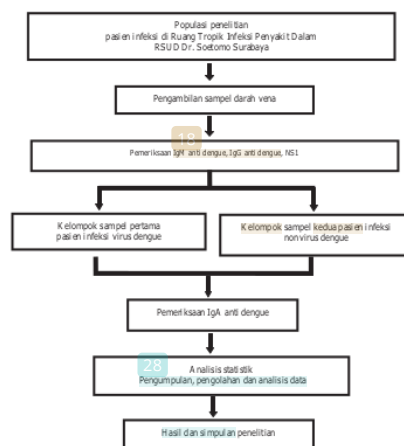 Populasi penelitian
pasien infeksi di Ruang Tropik Infeksi Penyakit Dalam
RSUD Dr. Soetomo Surabaya
Pengambilan sampel darah vena
18
Pemeriksaan IgM anti dengue, IgG anti dengue, NS1
Kelompok sampel pertama
pasien infeksi virus dengue
Kelompok sampel kedua pasien infeksi
non virus dengue
Pemeriksaan IgA anti dengue
28
Analisis statistik
Pengumpulan, pengolahan dan analisis data
Hasil dan simpulan penelitian